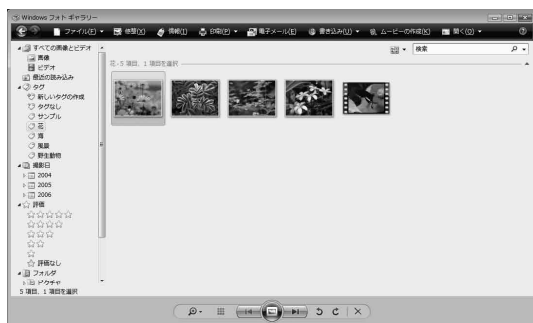 Windows フォト ギャラリー
ファイル(F) 修整(X) 情報(I) 印刷(P) 電子メール(E) 書き込み(U) ムービーの作成(K) 開く(O)
すべての画像とビデオ
画像
ビデオ
最近の読み込み
タグ
新しいタグの作成
タグなし
サンプル
花
海
風景
野生動物
撮影日
2004
2005
2006
評価
評価なし
フォルダ
ピクチャ
5 項目、1 項目を選択
検索
花 - 5 項目、1 項目を選択